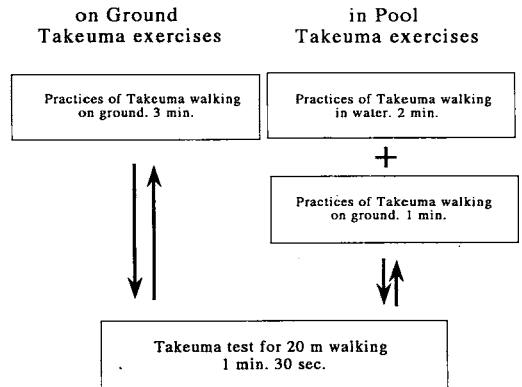 on Ground
Takeuma exercises
in Pool
Takeuma exercises
Practices of Takeuma walking
on ground. 3 min.
Practices of Takeuma walking
in water. 2 min.
+
Practices of Takeuma walking
on ground. 1 min.
Takeuma test for 20 m walking
1 min. 30 sec.